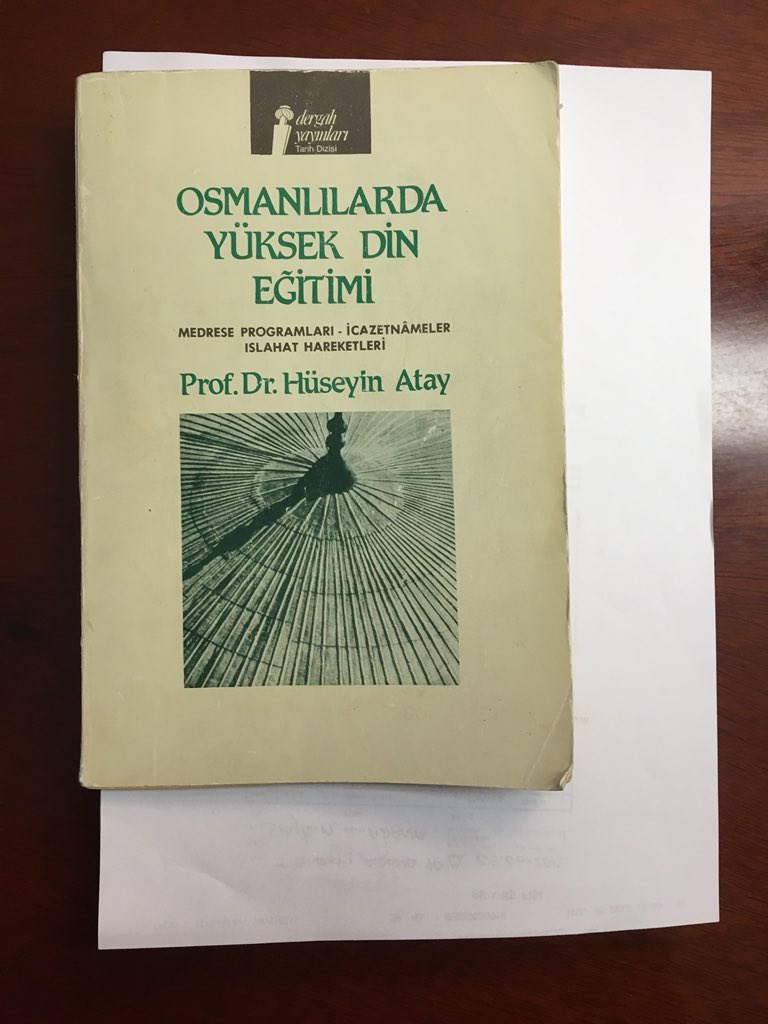 dergah
yayınları
Tarih Dizisi
OSMANLILARDA
YÜKSEK DİN
EĞİTİMİ
MEDRESE PROGRAMLARI - İCAZETNÂMELER
ISLAHAT HAREKETLERİ
Prof. Dr. Hüseyin Atay